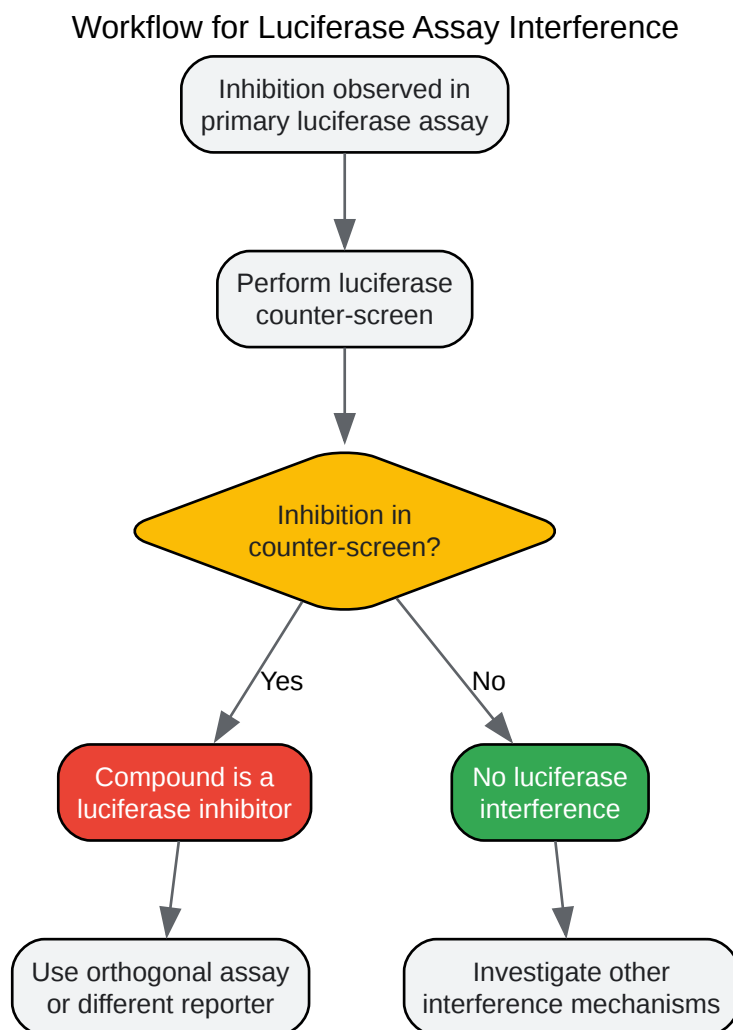 Workflow for Luciferase Assay Interference
Inhibition observed in
primary luciferase assay
Perform luciferase
counter-screen
Inhibition in
counter-screen?
Yes
No
Compound is a
luciferase inhibitor
No luciferase
interference
Use orthogonal assay
or different reporter
Investigate other
interference mechanisms